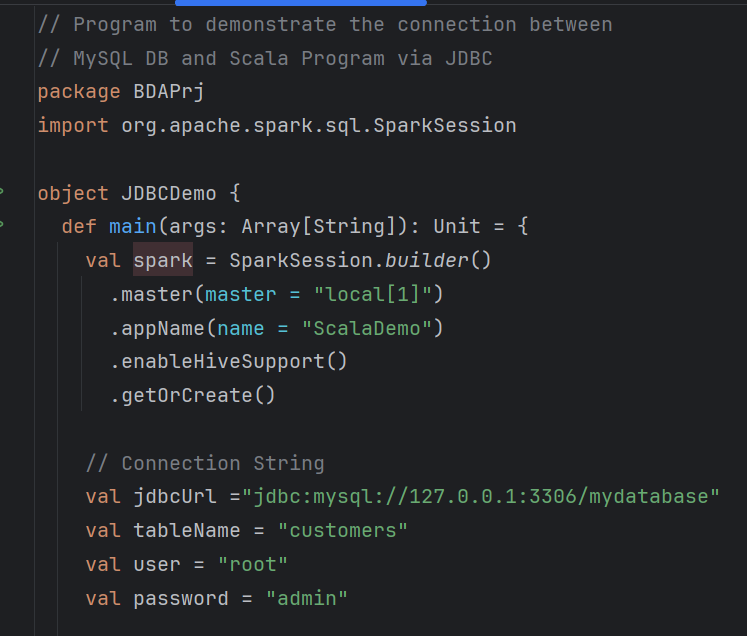 // Program to demonstrate the connection between
// MySQL DB and Scala Program via JDBC
package BDAPrj
import org.apache.spark.sql.SparkSession
object JDBCDemo {
def main(args: Array[String]): Unit = {
val spark = SparkSession.builder()
.master(master = "local[1]")
.appName(name = "ScalaDemo")
.enableHiveSupport()
.getOrCreate()
// Connection String
val jdbcUrl ="jdbc:mysql://127.0.0.1:3306/mydatabase"
val tableName = "customers"
val user = "root"
val password = "admin"